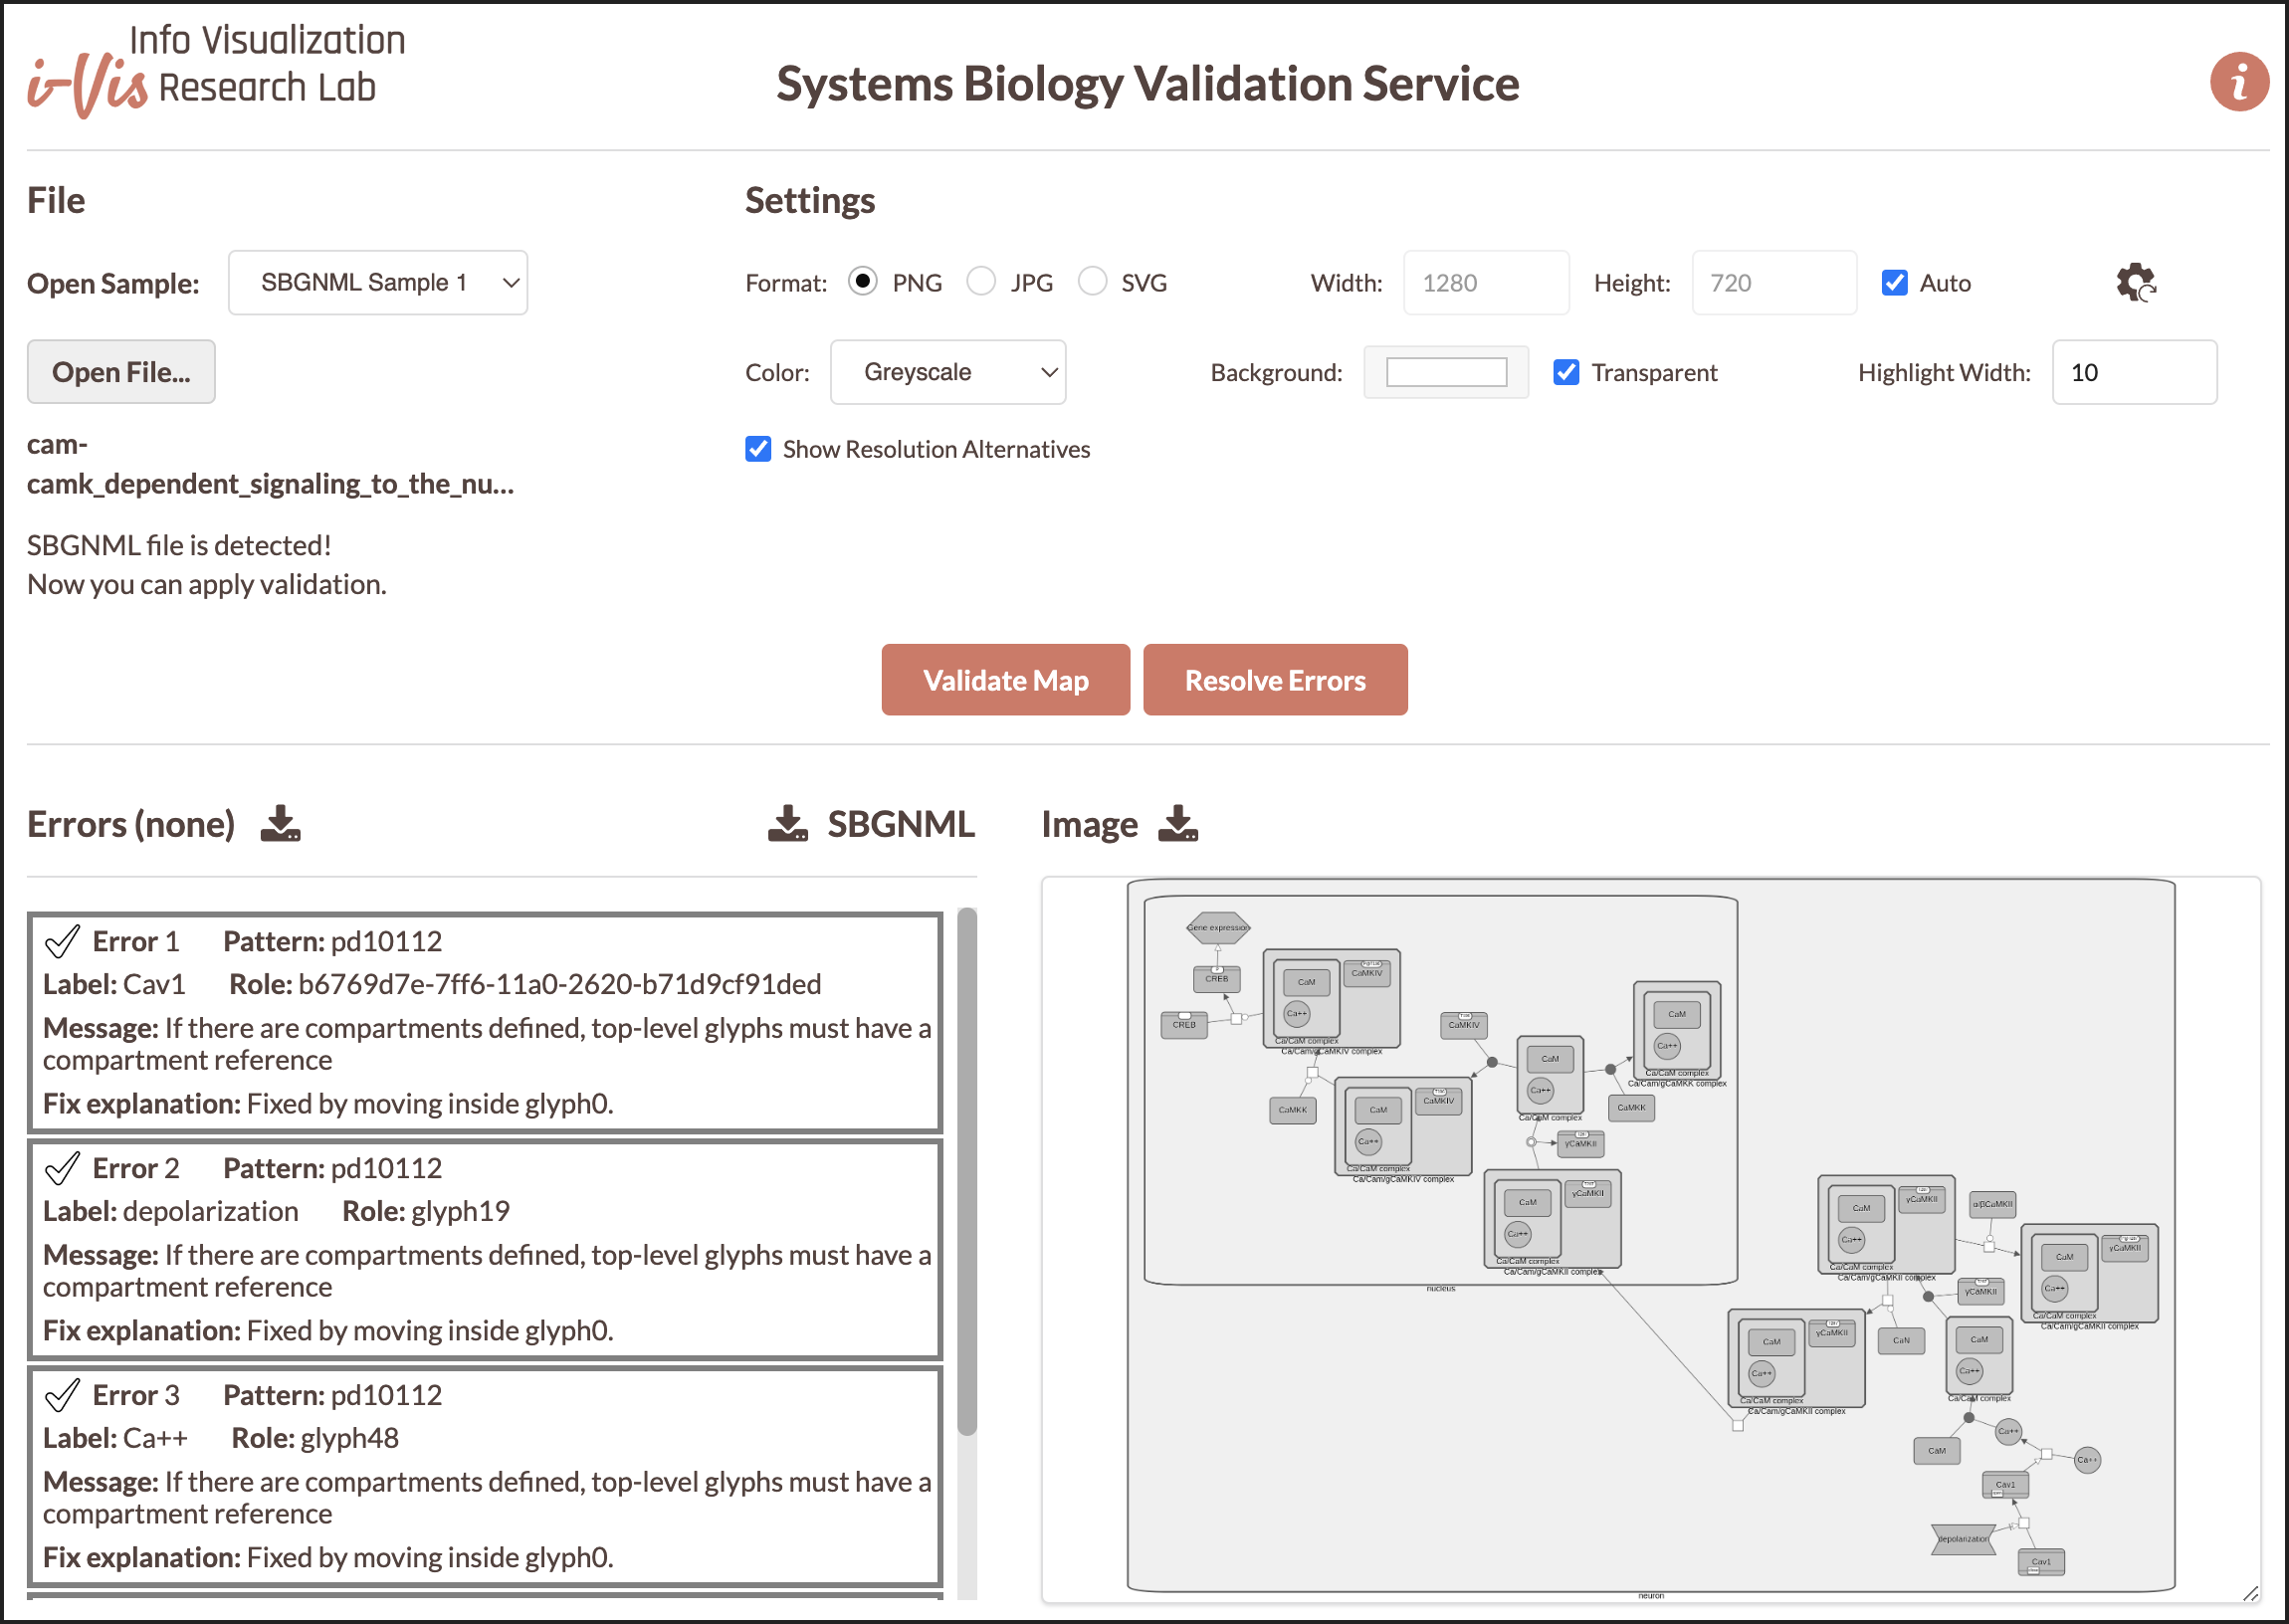 Info Visualization
i-Vis Research Lab
Systems Biology Validation Service
i
File
Settings
Open Sample: SBGNML Sample 1
Format: PNG JPG SVG Width: 1280 Height: 720 Auto
Open File...
Color: Greyscale Background: Transparent Highlight Width: 10
cam-
camk_dependent_signaling_to_the_nu...
Show Resolution Alternatives
SBGNML file is detected!
Now you can apply validation.
Validate Map Resolve Errors
Errors (none) SBGNML
Image
Error 1 Pattern: pd10112
Label: Cav1 Role: b6769d7e-7ff6-11a0-2620-b71d9cf91ded
Message: If there are compartments defined, top-level glyphs must have a
compartment reference
Fix explanation: Fixed by moving inside glyph0.
Error 2 Pattern: pd10112
Label: depolarization Role: glyph19
Message: If there are compartments defined, top-level glyphs must have a
compartment reference
Fix explanation: Fixed by moving inside glyph0.
Error 3 Pattern: pd10112
Label: Ca++ Role: glyph48
Message: If there are compartments defined, top-level glyphs must have a
compartment reference
Fix explanation: Fixed by moving inside glyph0.
Gene expression
CREB
CREB
CaM
CaMKIV
Ca++
Ca/CaM complex
Ca/Cam/gCaMKIV complex
CaMKK
CaM
CaMKIV
Ca++
Ca/CaM complex
Ca/Cam/gCaMKIV complex
CaMKIV
CaM
Ca++
Ca/CaM complex
CaM
Ca++
Ca/CaM complex
Ca/Cam/gCaMKK complex
CaMKK
γCaMKII
CaM
γCaMKII
Ca++
Ca/CaM complex
Ca/Cam/gCaMKII complex
nucleus
CaM
γCaMKII
Ca++
Ca/CaM complex
Ca/Cam/gCaMKII complex
α/βCaMKII
CaM
γCaMKII
Ca++
Ca/CaM complex
Ca/Cam/gCaMKII complex
γCaMKII
CaM
γCaMKII
Ca++
Ca/CaM complex
Ca/Cam/gCaMKII complex
CaN
CaM
Ca++
Ca/CaM complex
CaM
Ca++
Ca++
Cav1
depolarization
Cav1
neuron